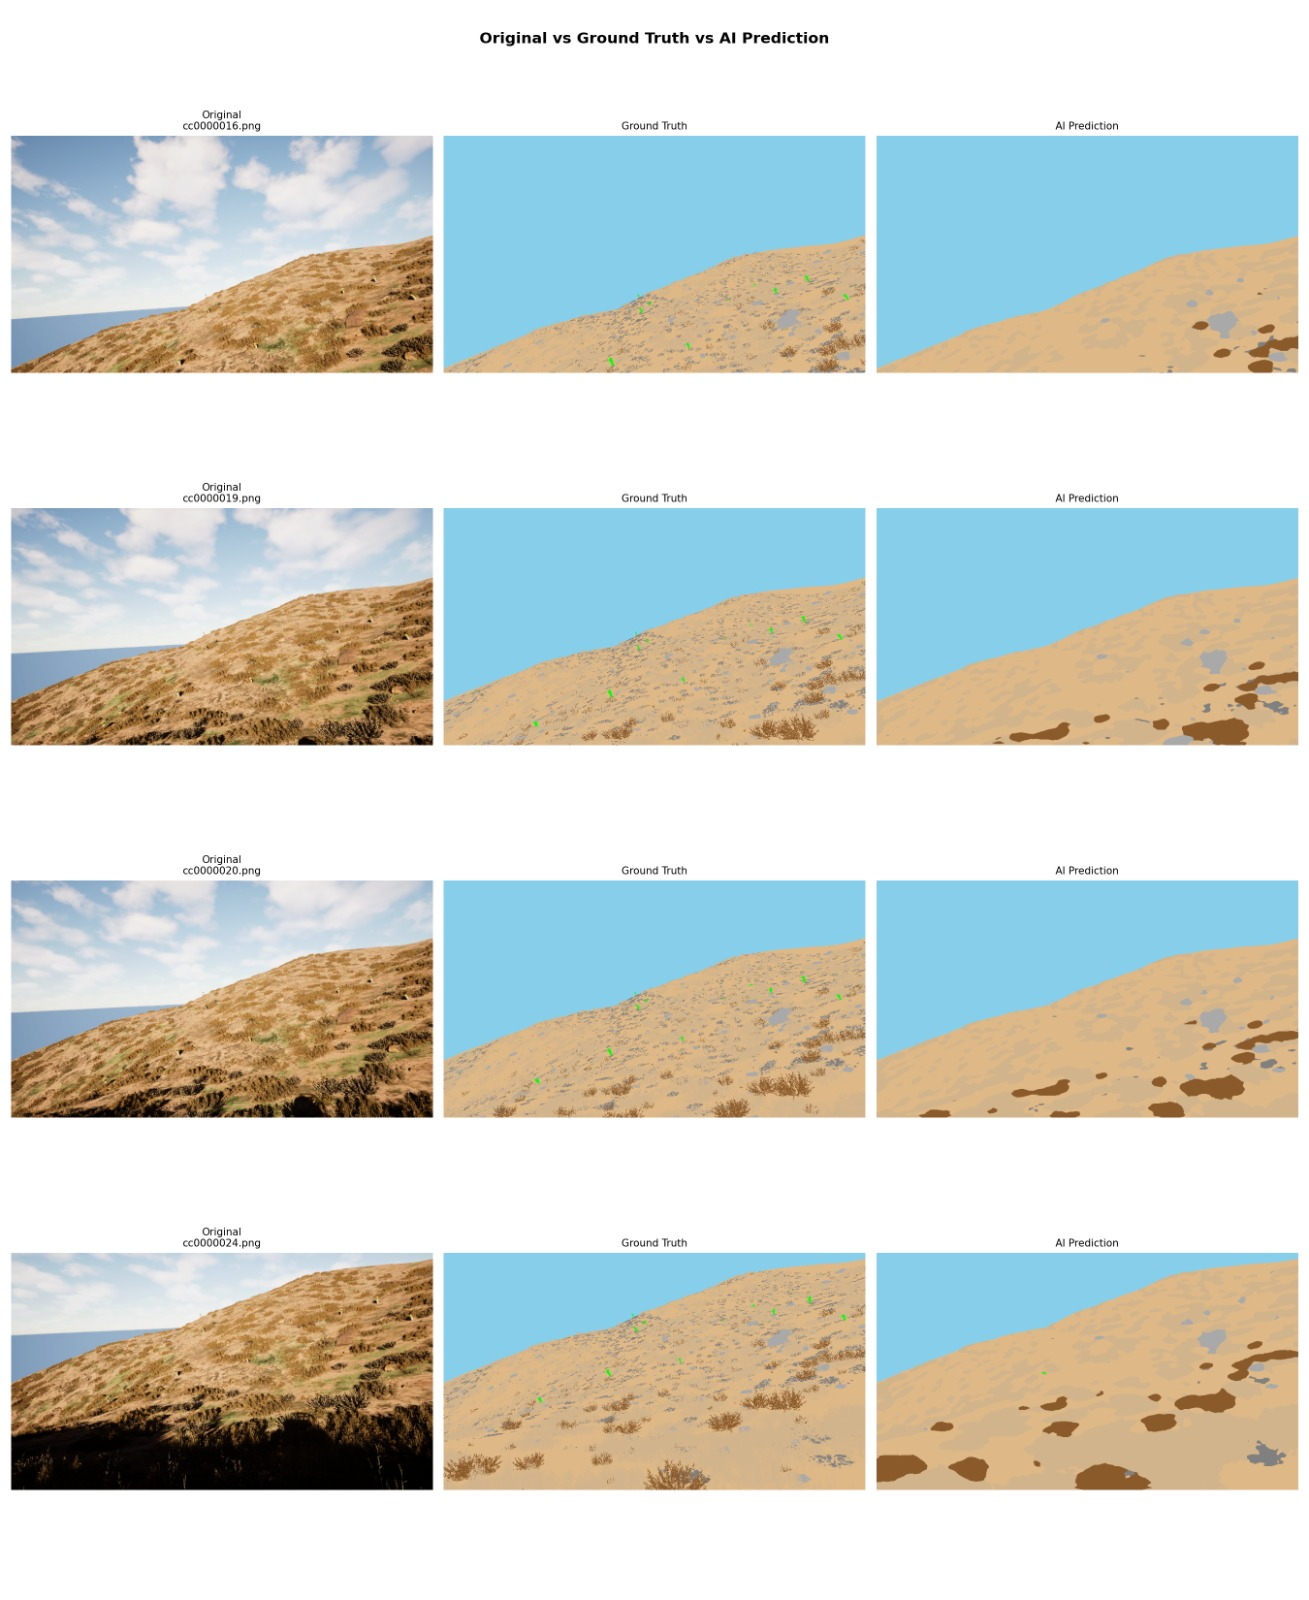 Original vs Ground Truth vs AI Prediction
Original
cc0000016.png
Ground Truth
AI Prediction
Original
cc0000019.png
Ground Truth
AI Prediction
Original
cc0000020.png
Ground Truth
AI Prediction
Original
cc0000024.png
Ground Truth
AI Prediction